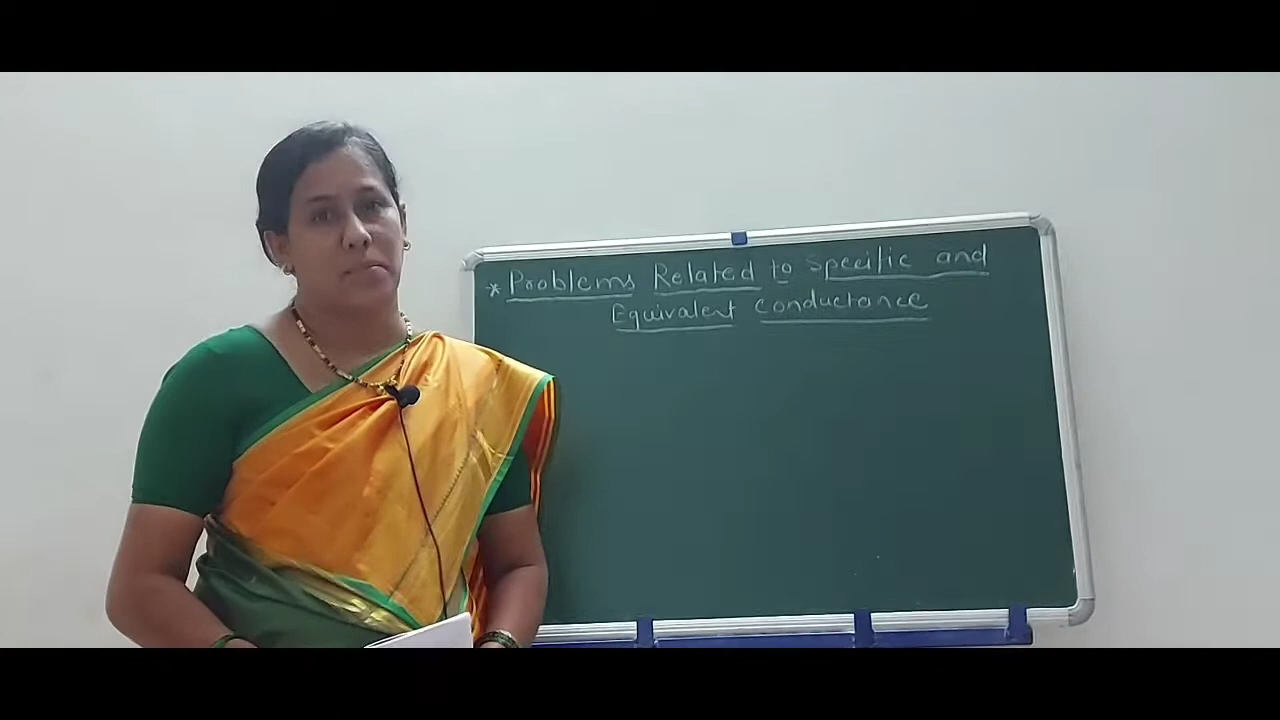 * Problems Related to Specific and
Equivalent conductance